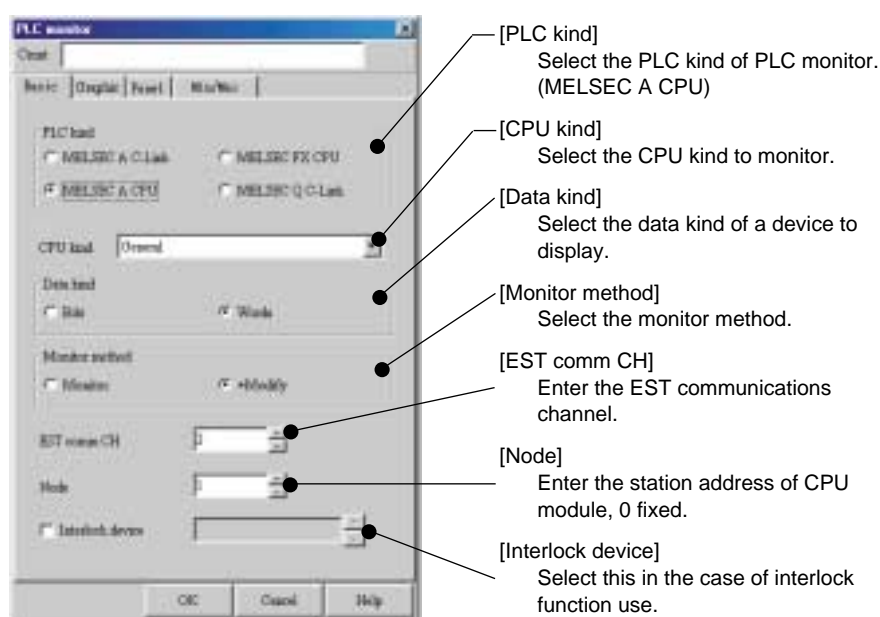 PLC monitor
[PLC kind]
Select the PLC kind of PLC monitor.
(MELSEC A CPU)
Basic Graphic Panel Min/Max
PLC kind
MELSEC A C-Link MELSEC FX CPU
MELSEC A CPU MELSEC Q C-Link
[CPU kind]
Select the CPU kind to monitor.
CPU kind General
[Data kind]
Select the data kind of a device to
display.
Data kind
Bits Words
[Monitor method]
Select the monitor method.
Monitor method
Monitor +Modify
[EST comm CH]
Enter the EST communications
channel.
EST comm CH
[Node]
Enter the station address of CPU
module, 0 fixed.
Node
Interlock device
[Interlock device]
Select this in the case of interlock
function use.
OK Cancel Help